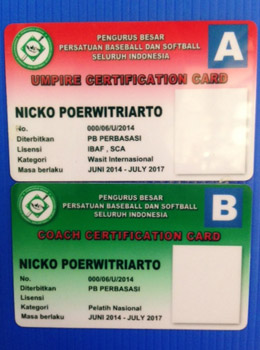 PENGURUS BESAR
PERSATUAN BASEBALL DAN SOFTBALL
SELURUH INDONESIA
A
UMPIRE CERTIFICATION CARD
NICKO POERWITRIARTO
No. 000/06/U/2014
Diterbitkan PB PERBASASI
Lisensi IBAF , SCA
Kategori Wasit Internasional
Masa berlaku JUNI 2014 - JULY 2017
PENGURUS BESAR
PERSATUAN BASEBALL DAN SOFTBALL
SELURUH INDONESIA
B
COACH CERTIFICATION CARD
NICKO POERWITRIARTO
No. 000/06/U/2014
Diterbitkan PB PERBASASI
Lisensi
Kategori Pelatih Nasional
Masa berlaku JUNI 2014 - JULY 2017